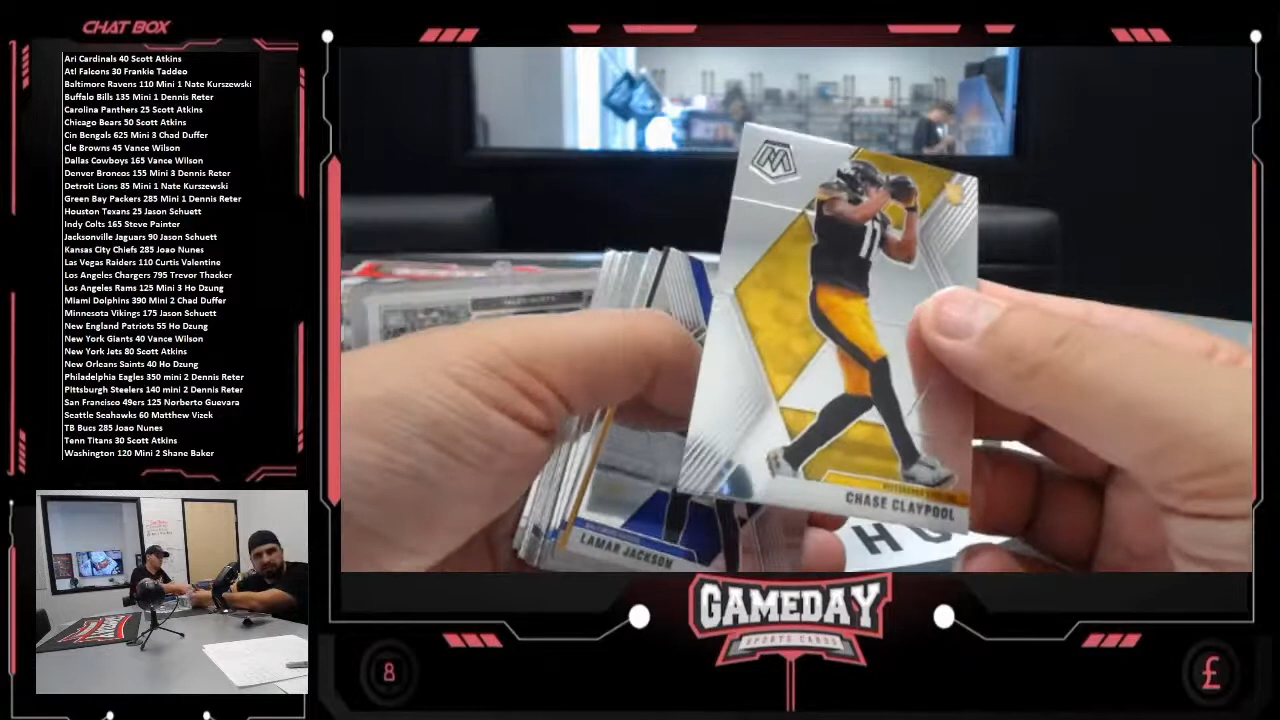 CHAT BOX
Ari Cardinals 40 Scott Atkins
Atl Falcons 30 Frankie Taddeo
Baltimore Ravens 110 Mini 1 Nate Kurszewski
Buffalo Bills 135 Mini 1 Dennis Reter
Carolina Panthers 25 Scott Atkins
Chicago Bears 50 Scott Atkins
Cin Bengals 625 Mini 3 Chad Duffer
Cle Browns 45 Vance Wilson
Dallas Cowboys 165 Vance Wilson
Denver Broncos 155 Mini 3 Dennis Reter
Detroit Lions 85 Mini 1 Nate Kurszewski
Green Bay Packers 285 Mini 1 Dennis Reter
Houston Texans 25 Jason Schuett
Indy Colts 165 Steve Painter
Jacksonville Jaguars 90 Jason Schuett
Kansas City Chiefs 285 Joao Nunes
Las Vegas Raiders 110 Curtis Valentine
Los Angeles Chargers 795 Trevor Thacker
Los Angeles Rams 125 Mini 3 Ho Dzung
Miami Dolphins 390 Mini 2 Chad Duffer
Minnesota Vikings 175 Jason Schuett
New England Patriots 55 Ho Dzung
New York Giants 40 Vance Wilson
New York Jets 80 Scott Atkins
New Orleans Saints 40 Ho Dzung
Philadelphia Eagles 350 mini 2 Dennis Reter
Pittsburgh Steelers 140 mini 2 Dennis Reter
San Francisco 49ers 125 Norberto Guevara
Seattle Seahawks 60 Matthew Vizek
TB Bucs 285 Joao Nunes
Tenn Titans 30 Scott Atkins
Washington 120 Mini 2 Shane Baker
M
11
CHASE CLAYPOOL
LAMAR JACKSON
GAMEDAY
SPORTS CARDS
8
£